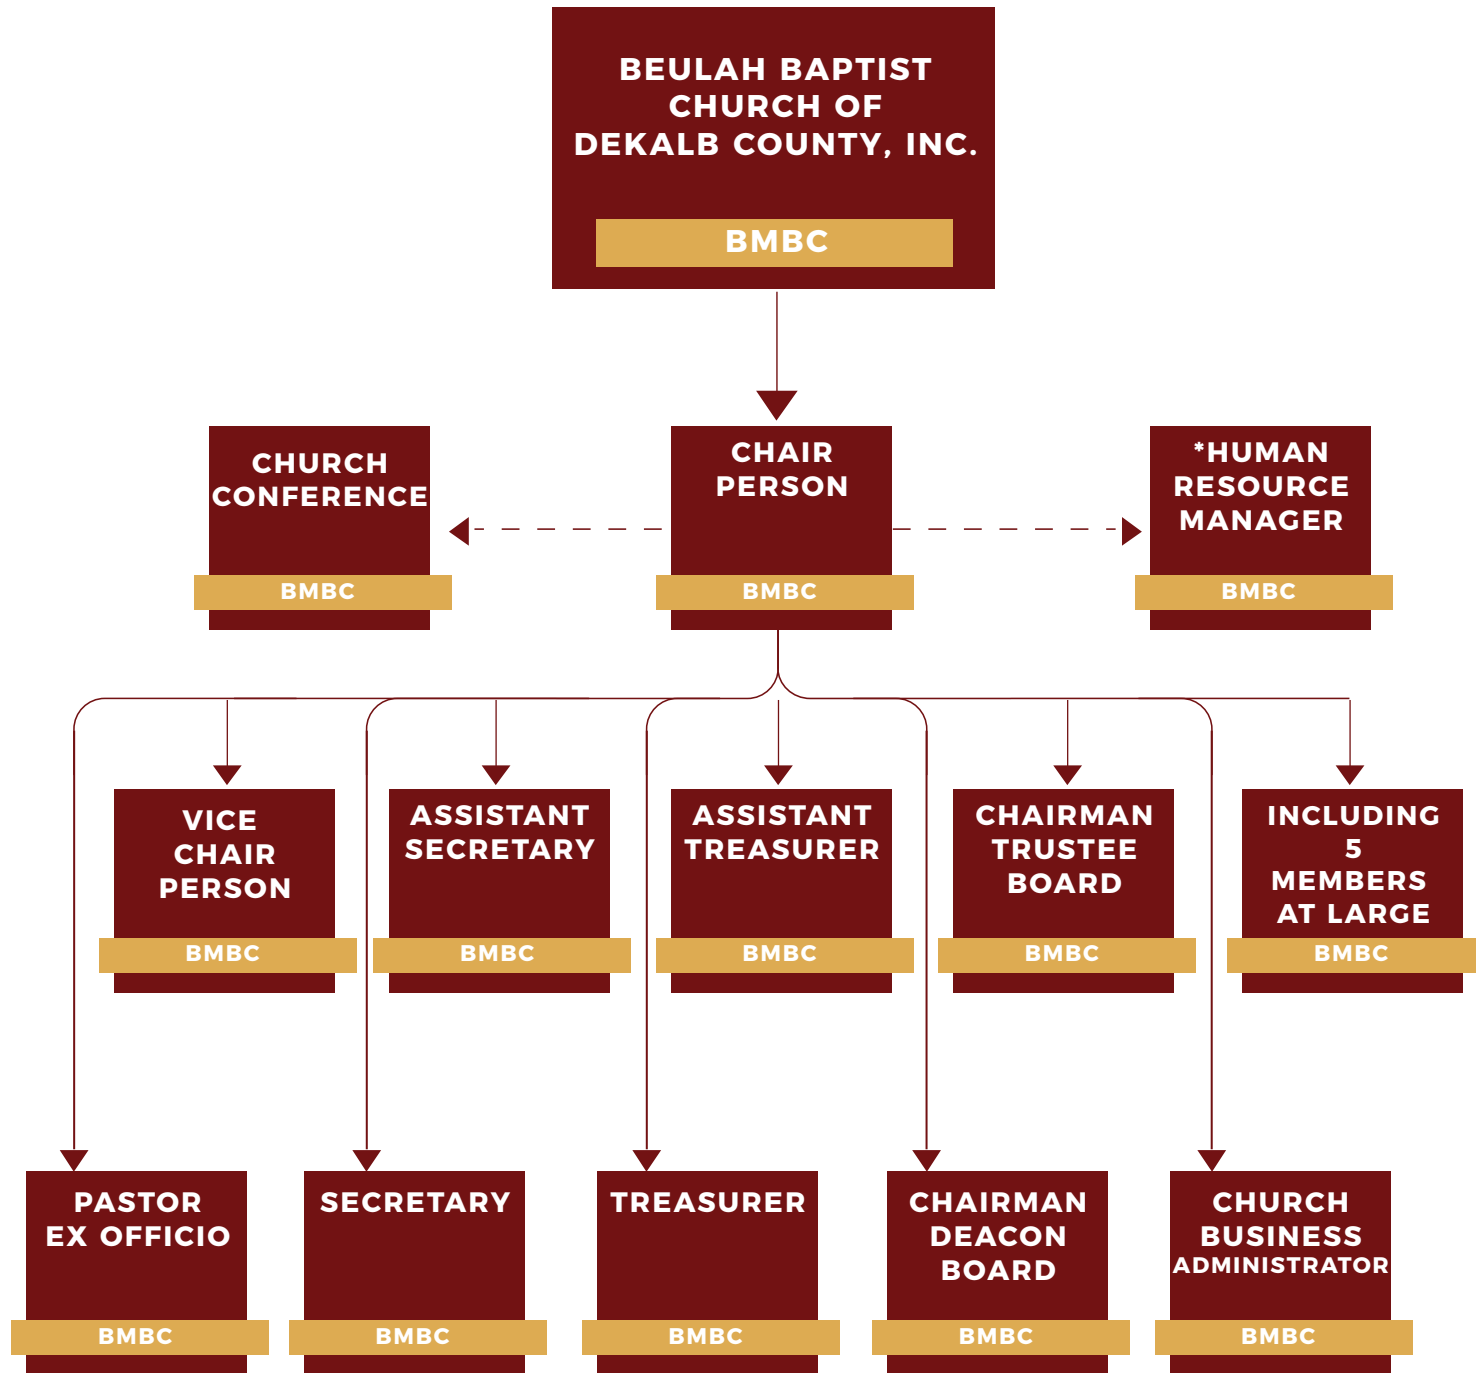 BEULAH BAPTIST
CHURCH OF
DEKALB COUNTY, INC.
BMBC
CHURCH
CONFERENCE
BMBC
CHAIR
PERSON
BMBC
*HUMAN
RESOURCE
MANAGER
BMBC
VICE
CHAIR
PERSON
BMBC
ASSISTANT
SECRETARY
BMBC
ASSISTANT
TREASURER
BMBC
CHAIRMAN
TRUSTEE
BOARD
BMBC
INCLUDING
5
MEMBERS
AT LARGE
BMBC
PASTOR
EX OFFICIO
BMBC
SECRETARY
BMBC
TREASURER
BMBC
CHAIRMAN
DEACON
BOARD
BMBC
CHURCH
BUSINESS
ADMINISTRATOR
BMBC